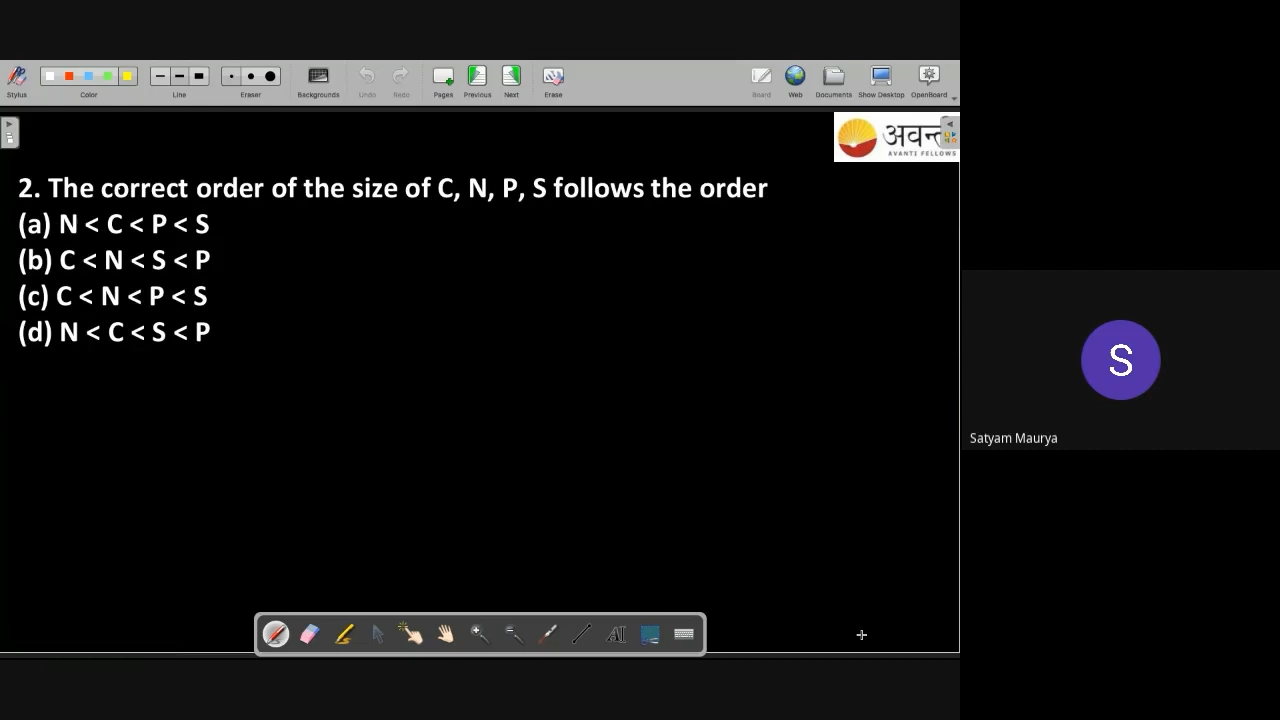 Stylus
Color
Line
Eraser
Backgrounds
Undo
Redo
Pages
Previous
Next
Erase
Board
Web
Documents
Show Desktop
OpenBoard
AVANTI FELLOWS
2. The correct order of the size of C, N, P, S follows the order
(a) N < C < P < S
(b) C < N < S < P
(c) C < N < P < S
(d) N < C < S < P
S
Satyam Maurya
AI